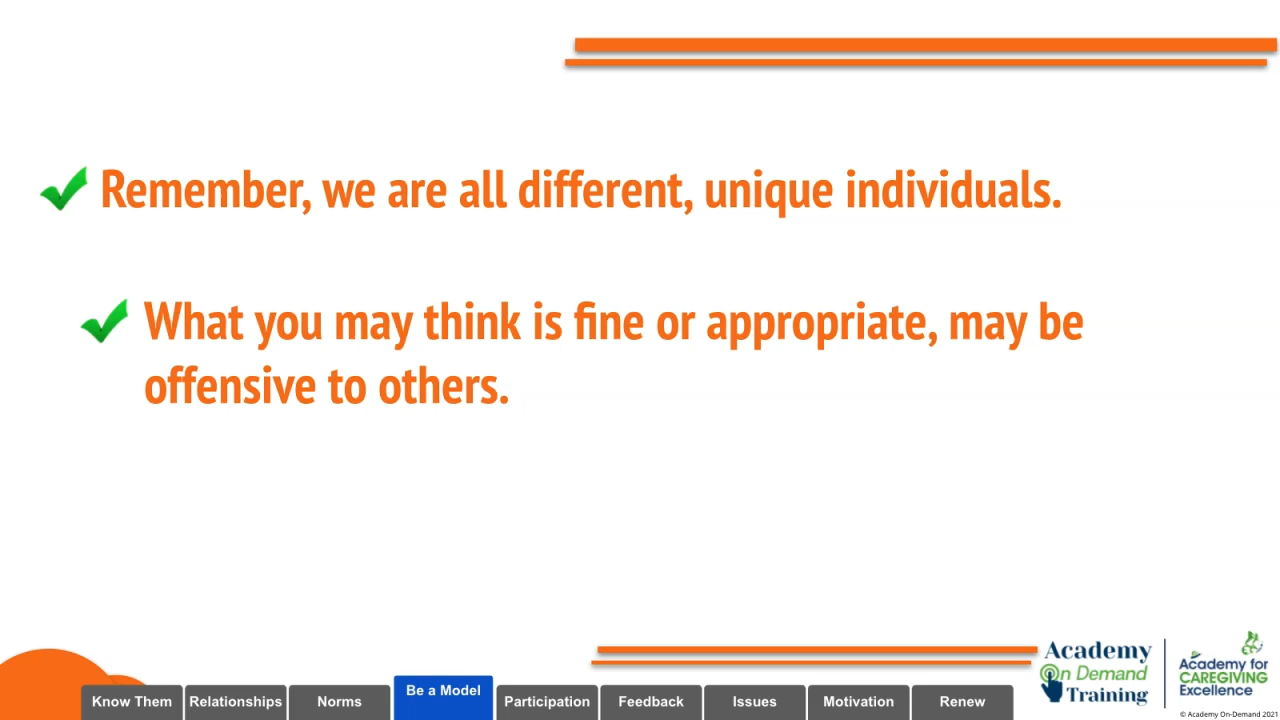 Remember, we are all different, unique individuals.
What you may think is fine or appropriate, may be
offensive to others.
Know Them
Relationships
Norms
Be a Model
Participation
Feedback
Issues
Motivation
Renew
Academy
On Demand
Training
Academy for
CAREGIVING
Excellence
© Academy On-Demand 2021